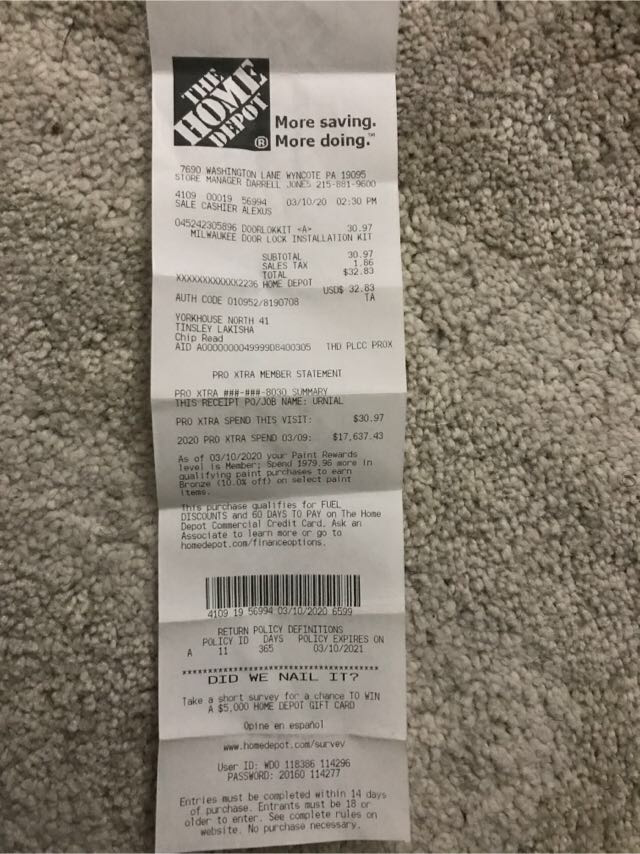 THE
HOME
DEPOT
®
More saving.
More doing.™
7690 WASHINGTON LANE WYNCOTE PA 19095
STORE MANAGER DARRELL JONES 215-881-9600
4109 00019 56994 03/10/20 02:30 PM
SALE CASHIER ALEXUS
045242305896 DOORLOKKIT <A> 30.97
MILWAUKEE DOOR LOCK INSTALLATION KIT
SUBTOTAL 30.97
SALES TAX 1.86
TOTAL $32.83
XXXXXXXXXXXX2236 HOME DEPOT
USD$ 32.83
AUTH CODE 010952/8190708 TA
YORKHOUSE NORTH 41
TINSLEY LAKISHA
Chip Read
AID A0000000049999D8400305 THD PLCC PROX
PRO XTRA MEMBER STATEMENT
PRO XTRA ###-###-8030 SUMMARY
THIS RECEIPT PO/JOB NAME: URNIAL
PRO XTRA SPEND THIS VISIT: $30.97
2020 PRO XTRA SPEND 03/09: $17,637.43
As of 03/10/2020 your Paint Rewards
level is Member; Spend 1979.96 more in
qualifying paint purchases to earn
Bronze (10.0% off) on select paint
items.
This purchase qualifies for FUEL
DISCOUNTS and 60 DAYS TO PAY on The Home
Depot Commercial Credit Card. Ask an
Associate to learn more or go to
homedepot.com/financeoptions.
4109 19 56994 03/10/2020 6599
RETURN POLICY DEFINITIONS
POLICY ID DAYS POLICY EXPIRES ON
A 11 365 03/10/2021
DID WE NAIL IT?
Take a short survey for a chance TO WIN
A $5,000 HOME DEPOT GIFT CARD
Opine en español
www.homedepot.com/survey
User ID: WDO 118386 114296
PASSWORD: 20160 114277
Entries must be completed within 14 days
of purchase. Entrants must be 18 or
older to enter. See complete rules on
website. No purchase necessary.